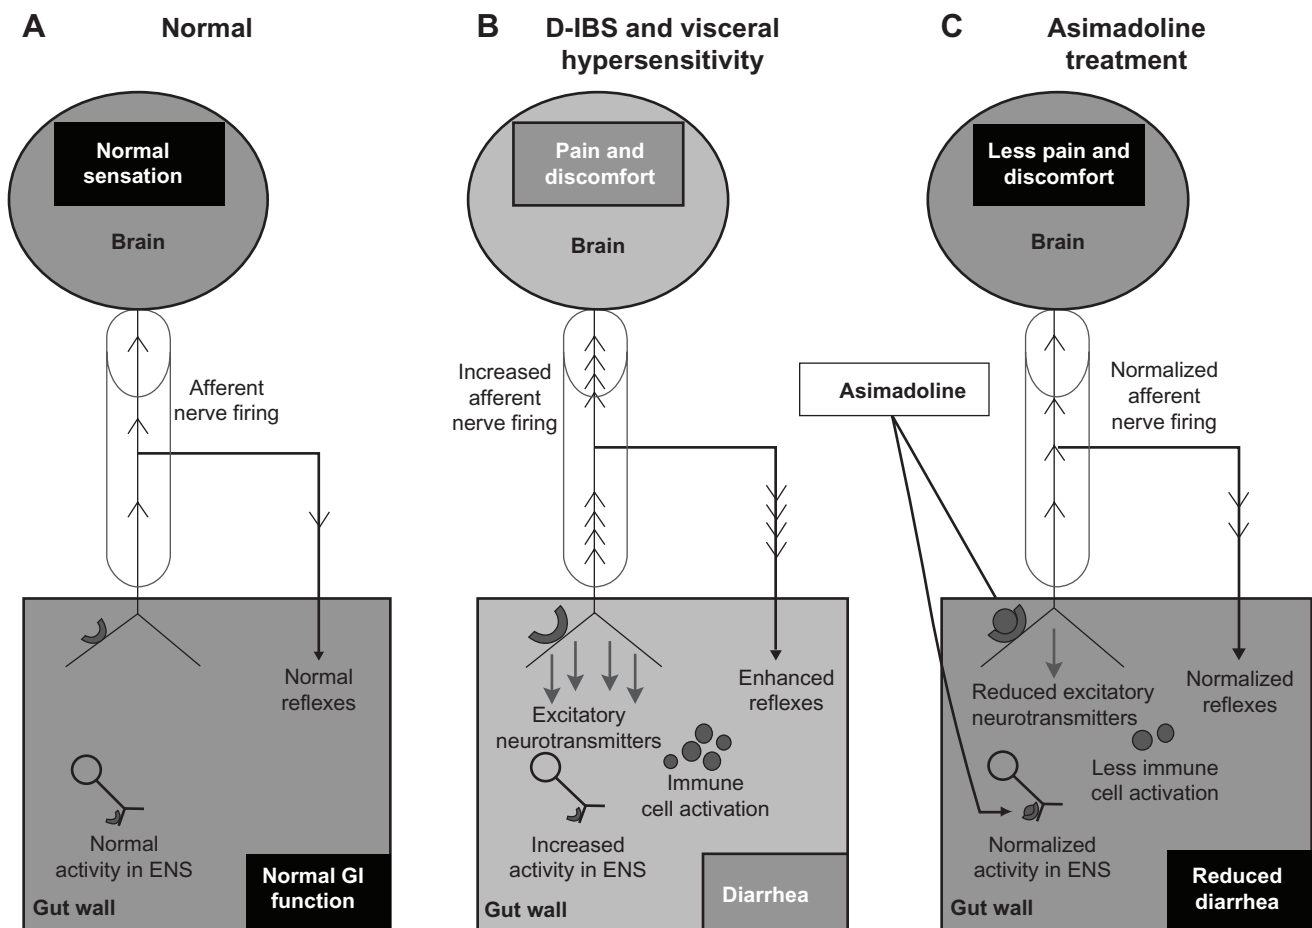 A
Normal
Normal
sensation
Brain
Afferent
nerve firing
Normal
reflexes
Normal
activity in ENS
Normal GI
function
Gut wall
B
D-IBS and visceral
hypersensitivity
Pain and
discomfort
Brain
Increased
afferent
nerve firing
Enhanced
reflexes
Excitatory
neurotransmitters
Immune
cell activation
Increased
activity in ENS
Diarrhea
Gut wall
C
Asimadoline
treatment
Less pain and
discomfort
Brain
Asimadoline
Normalized
afferent
nerve firing
Reduced excitatory
neurotransmitters
Normalized
reflexes
Less immune
cell activation
Normalized
activity in ENS
Reduced
diarrhea
Gut wall